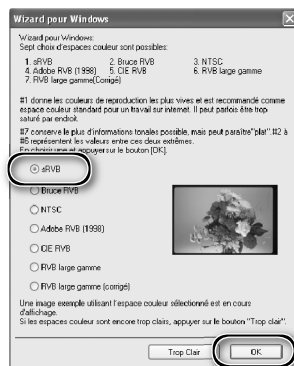 Wizard pour Windows
Wizard pour Windows:
Sept choix d'espaces couleur sont possibles:
1. sRVB 2. Bruce RVB 3. NTSC
4. Adobe RVB (1998) 5. CIE RVB 6. RVB large gamme
7. RVB large gamme(Corrigé)
#1 donne les couleurs de reproduction les plus vives et est recommandé comme
espace couleur standard pour un travail sur internet. Il peut parfois être trop
saturé par endroit.
#7 conserve le plus d'informations tonales possible, mais peut paraître"plat".#2 à
#6 représentent les valeurs entre ces deux extrêmes.
En choisir une et appuyer sur le bouton [OK].
sRVB
Bruce RVB
NTSC
Adobe RVB (1998)
CIE RVB
RVB large gamme
RVB large gamme (corrigé)
Une image exemple utilisant l'espace couleur sélectionné est en cours
d'affichage.
Si les espaces couleur sont encore trop clairs, appuyer sur le bouton "Trop clair".
Trop Clair OK